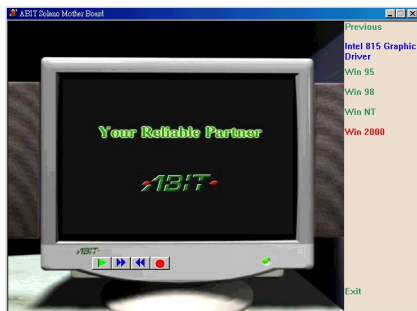 ABIT Solano Mother Board
Previous
Intel 815 Graphic
Driver
Win 95
Win 98
Win NT
Win 2000
Your Reliable Partner
ABIT
ABIT
Exit